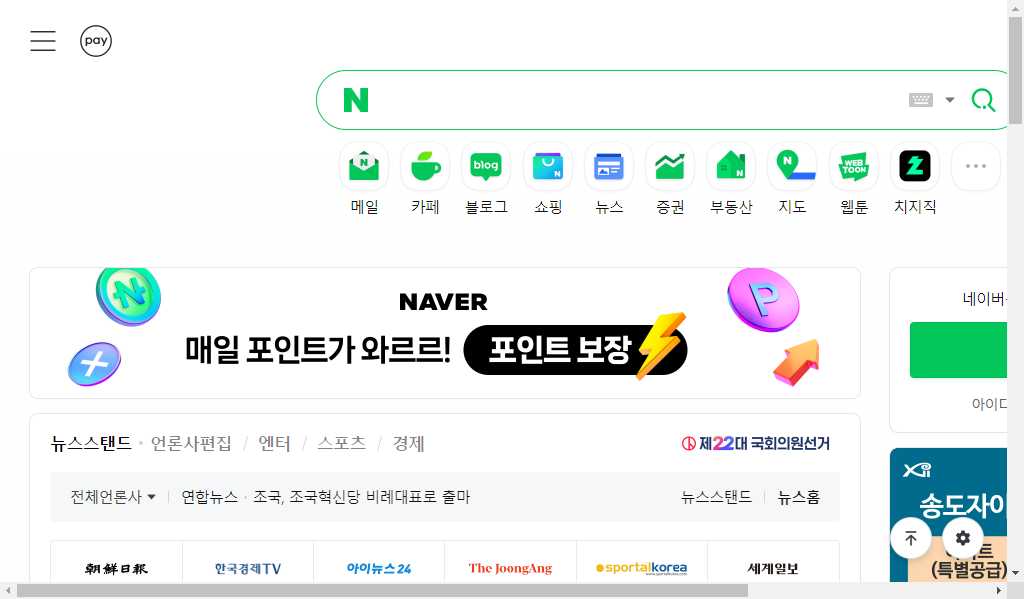 pay
N
메일 카페 블로그 쇼핑 뉴스 증권 부동산 지도 웹툰 치지직
blog
N
WEB
TOON
NAVER
매일 포인트가 와르르! 포인트 보장
네이버
아이디
뉴스스탠드 · 언론사편집 / 엔터 / 스포츠 / 경제
제22대 국회의원선거
전체언론사 연합뉴스 · 조국, 조국혁신당 비례대표로 출마 뉴스스탠드 뉴스홈
朝鮮日報 한국경제TV 아이뉴스24 The JoongAng sportalkorea 세계일보
Xii
송도자이
(특별공급)